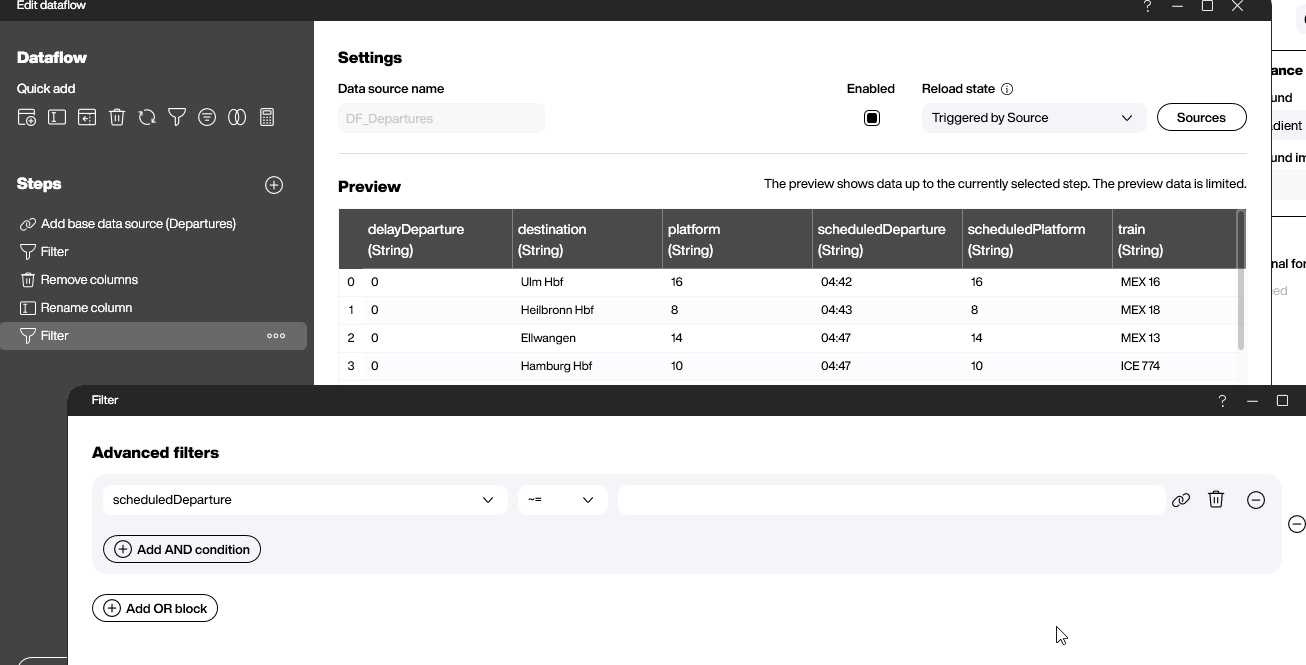 Edit dataflow
?
Dataflow
Quick add
Steps
Add base data source (Departures)
Filter
Remove columns
Rename column
Filter
Settings
Data source name
Enabled
Reload state
DF_Departures
Triggered by Source
Sources
Preview
The preview shows data up to the currently selected step. The preview data is limited.
delayDeparture (String) destination (String) platform (String) scheduledDeparture (String) scheduledPlatform (String) train (String)
0 0 Ulm Hbf 16 04:42 16 MEX 16
1 0 Heilbronn Hbf 8 04:43 8 MEX 18
2 0 Ellwangen 14 04:47 14 MEX 13
3 0 Hamburg Hbf 10 04:47 10 ICE 774
ance
und
dient
und im
nal for
ed
Filter
?
Advanced filters
scheduledDeparture ~=
Add AND condition
Add OR block